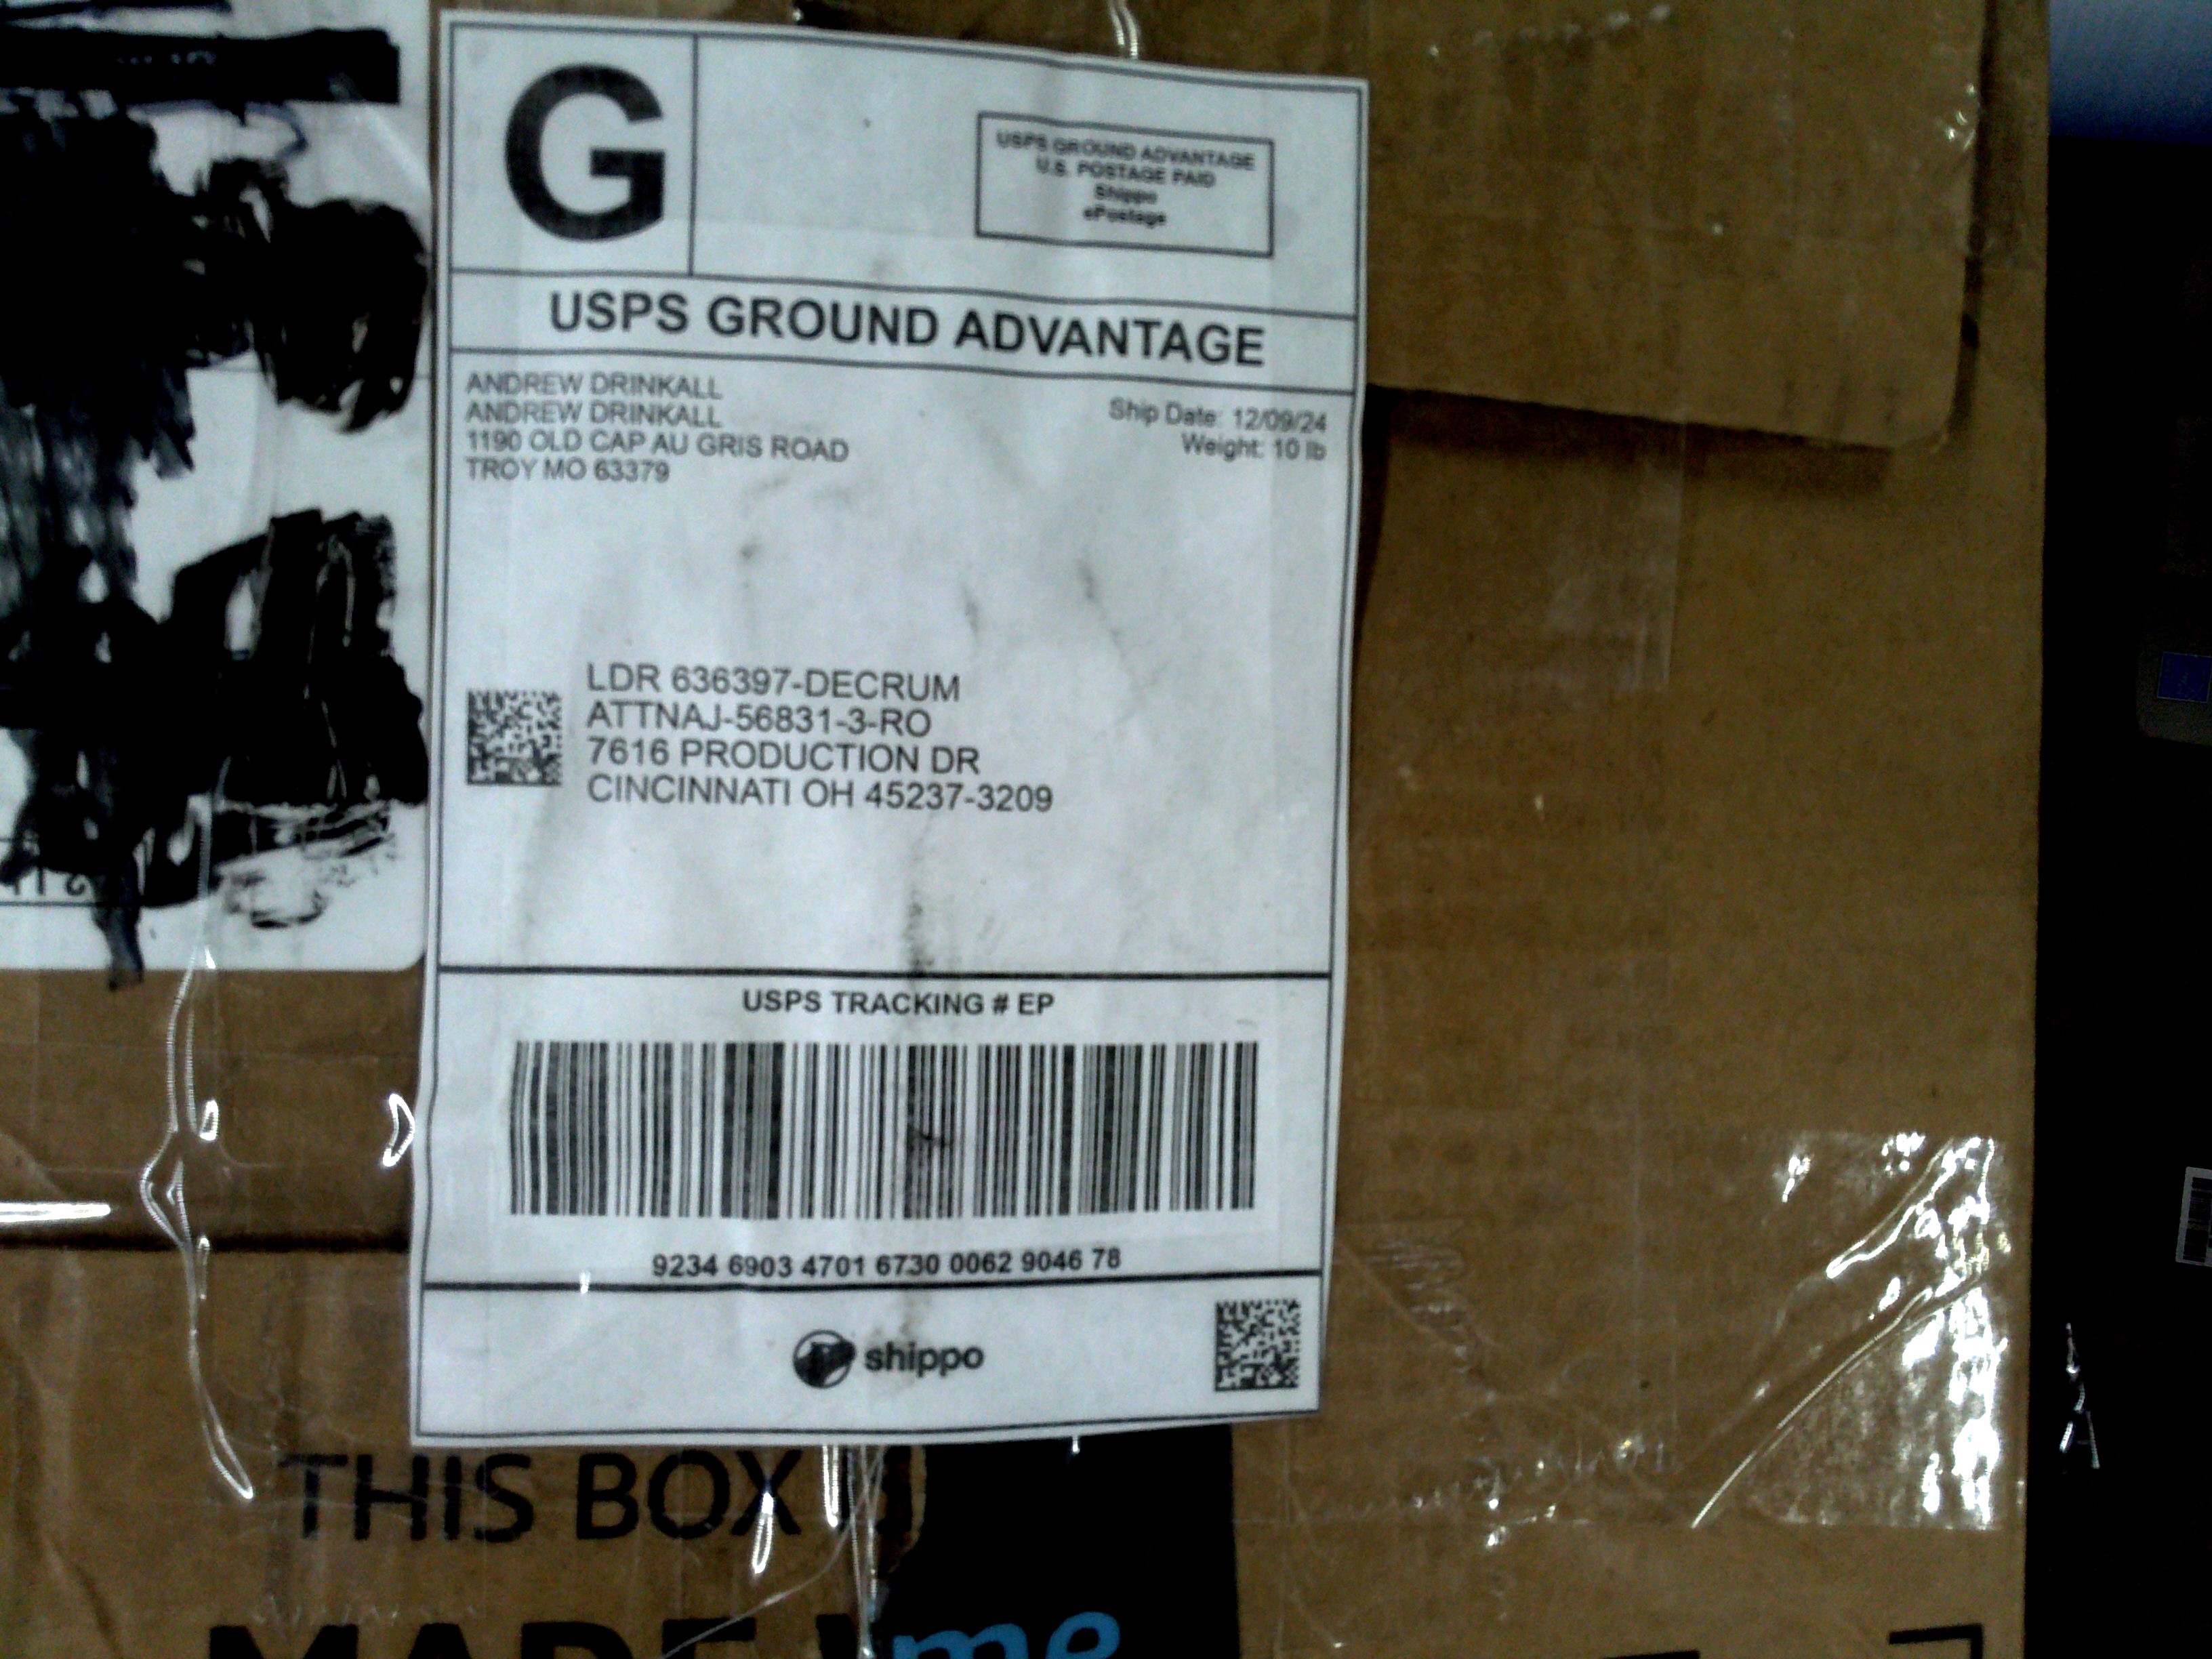 G
USPS GROUND ADVANTAGE
U.S. POSTAGE PAID
Shippo
ePostage
USPS GROUND ADVANTAGE
ANDREW DRINKALL
ANDREW DRINKALL
1190 OLD CAP AU GRIS ROAD
TROY MO 63379
Ship Date: 12/09/24
Weight: 10 lb
LDR 636397-DECRUM
ATTNAJ-56831-3-RO
7616 PRODUCTION DR
CINCINNATI OH 45237-3209
USPS TRACKING # EP
9234 6903 4701 6730 0062 9046 78
shippo
THIS BOX
MADE
me